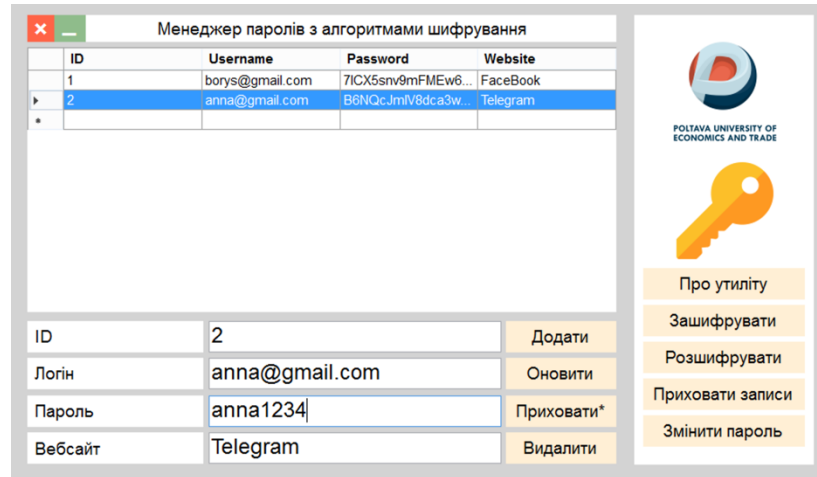 Менеджер паролів з алгоритмами шифрування
ID Username Password Website
1 borys@gmail.com 7ICX5snv9mFMEw6... FaceBook
2 anna@gmail.com B6NQcJmlV8dca3w... Telegram
POLTAVA UNIVERSITY OF
ECONOMICS AND TRADE
Про утиліту
Зашифрувати
Розшифрувати
Приховати записи
Змінити пароль
ID 2 Додати
Логін anna@gmail.com Оновити
Пароль anna1234 Приховати*
Вебсайт Telegram Видалити